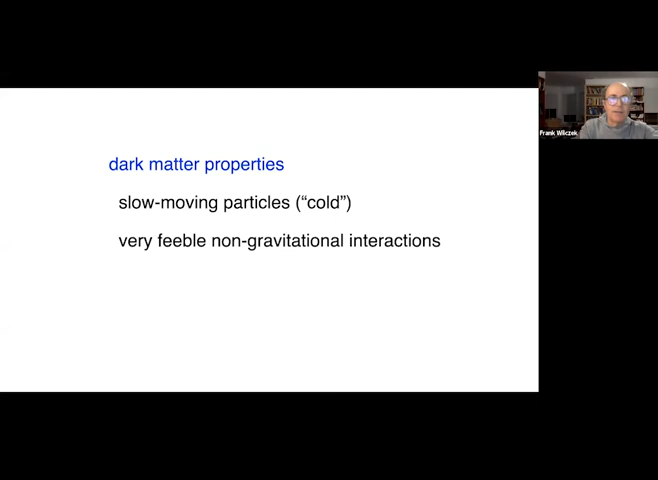 dark matter properties
slow-moving particles (“cold”)
very feeble non-gravitational interactions
Frank Wilczek